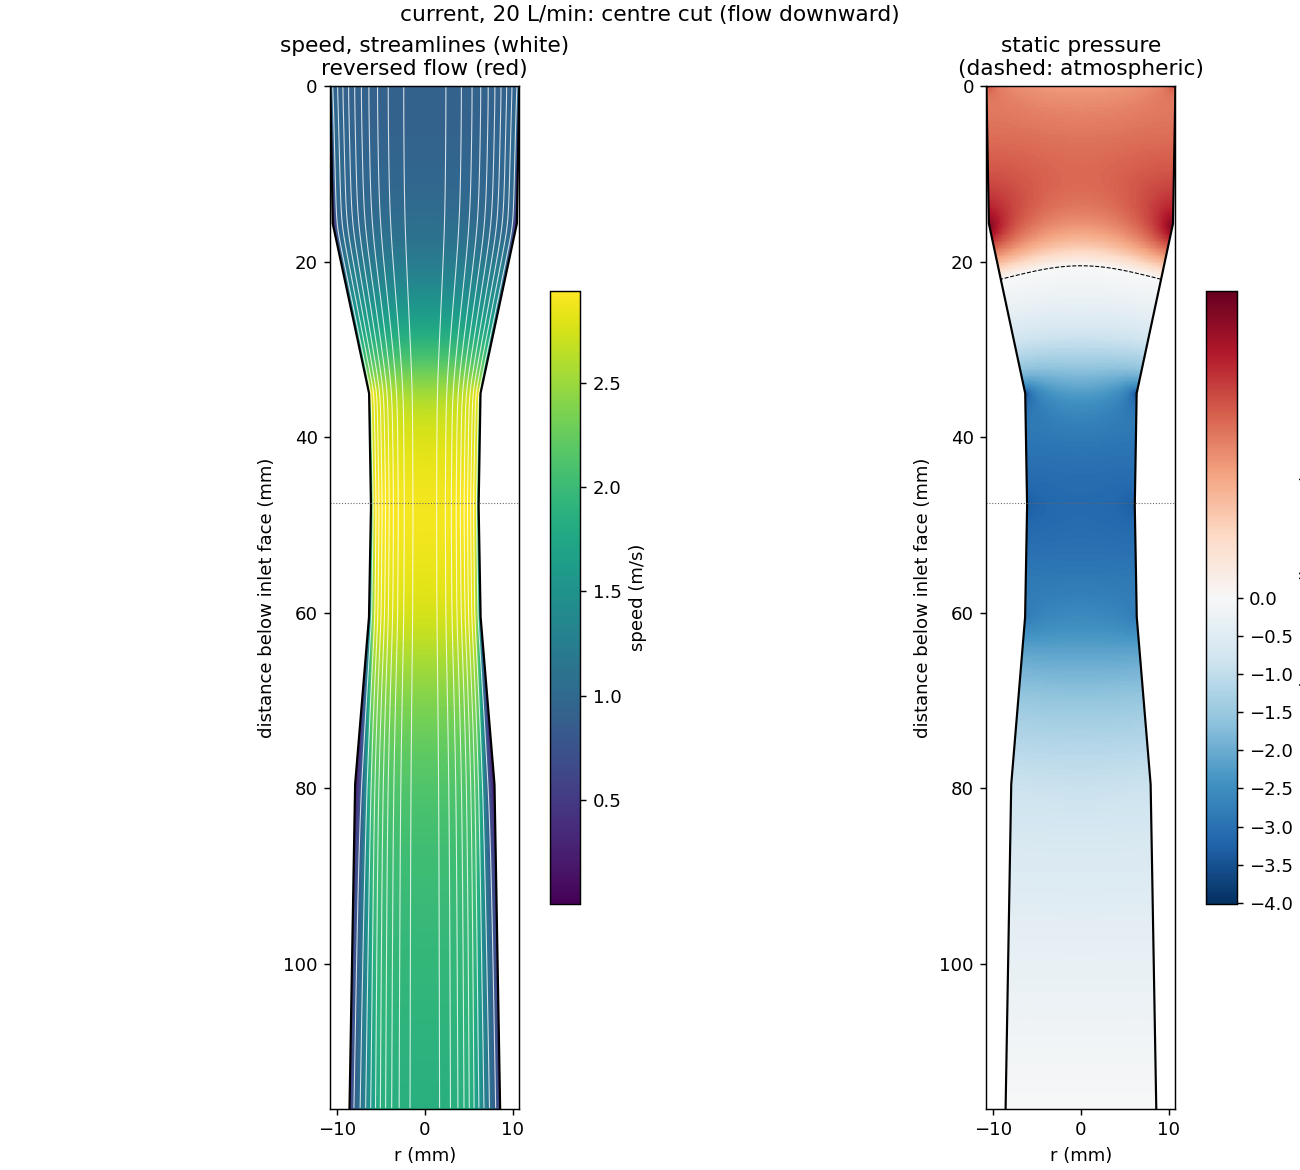 current, 20 L/min: centre cut (flow downward)
speed, streamlines (white)
reversed flow (red)
0
20
40
60
80
100
distance below inlet face (mm)
−10 0 10
r (mm)
2.5
2.0
1.5
1.0
0.5
speed (m/s)
static pressure
(dashed: atmospheric)
0
20
40
60
80
100
distance below inlet face (mm)
−10 0 10
r (mm)
0.0
−0.5
−1.0
−1.5
−2.0
−2.5
−3.0
−3.5
−4.0